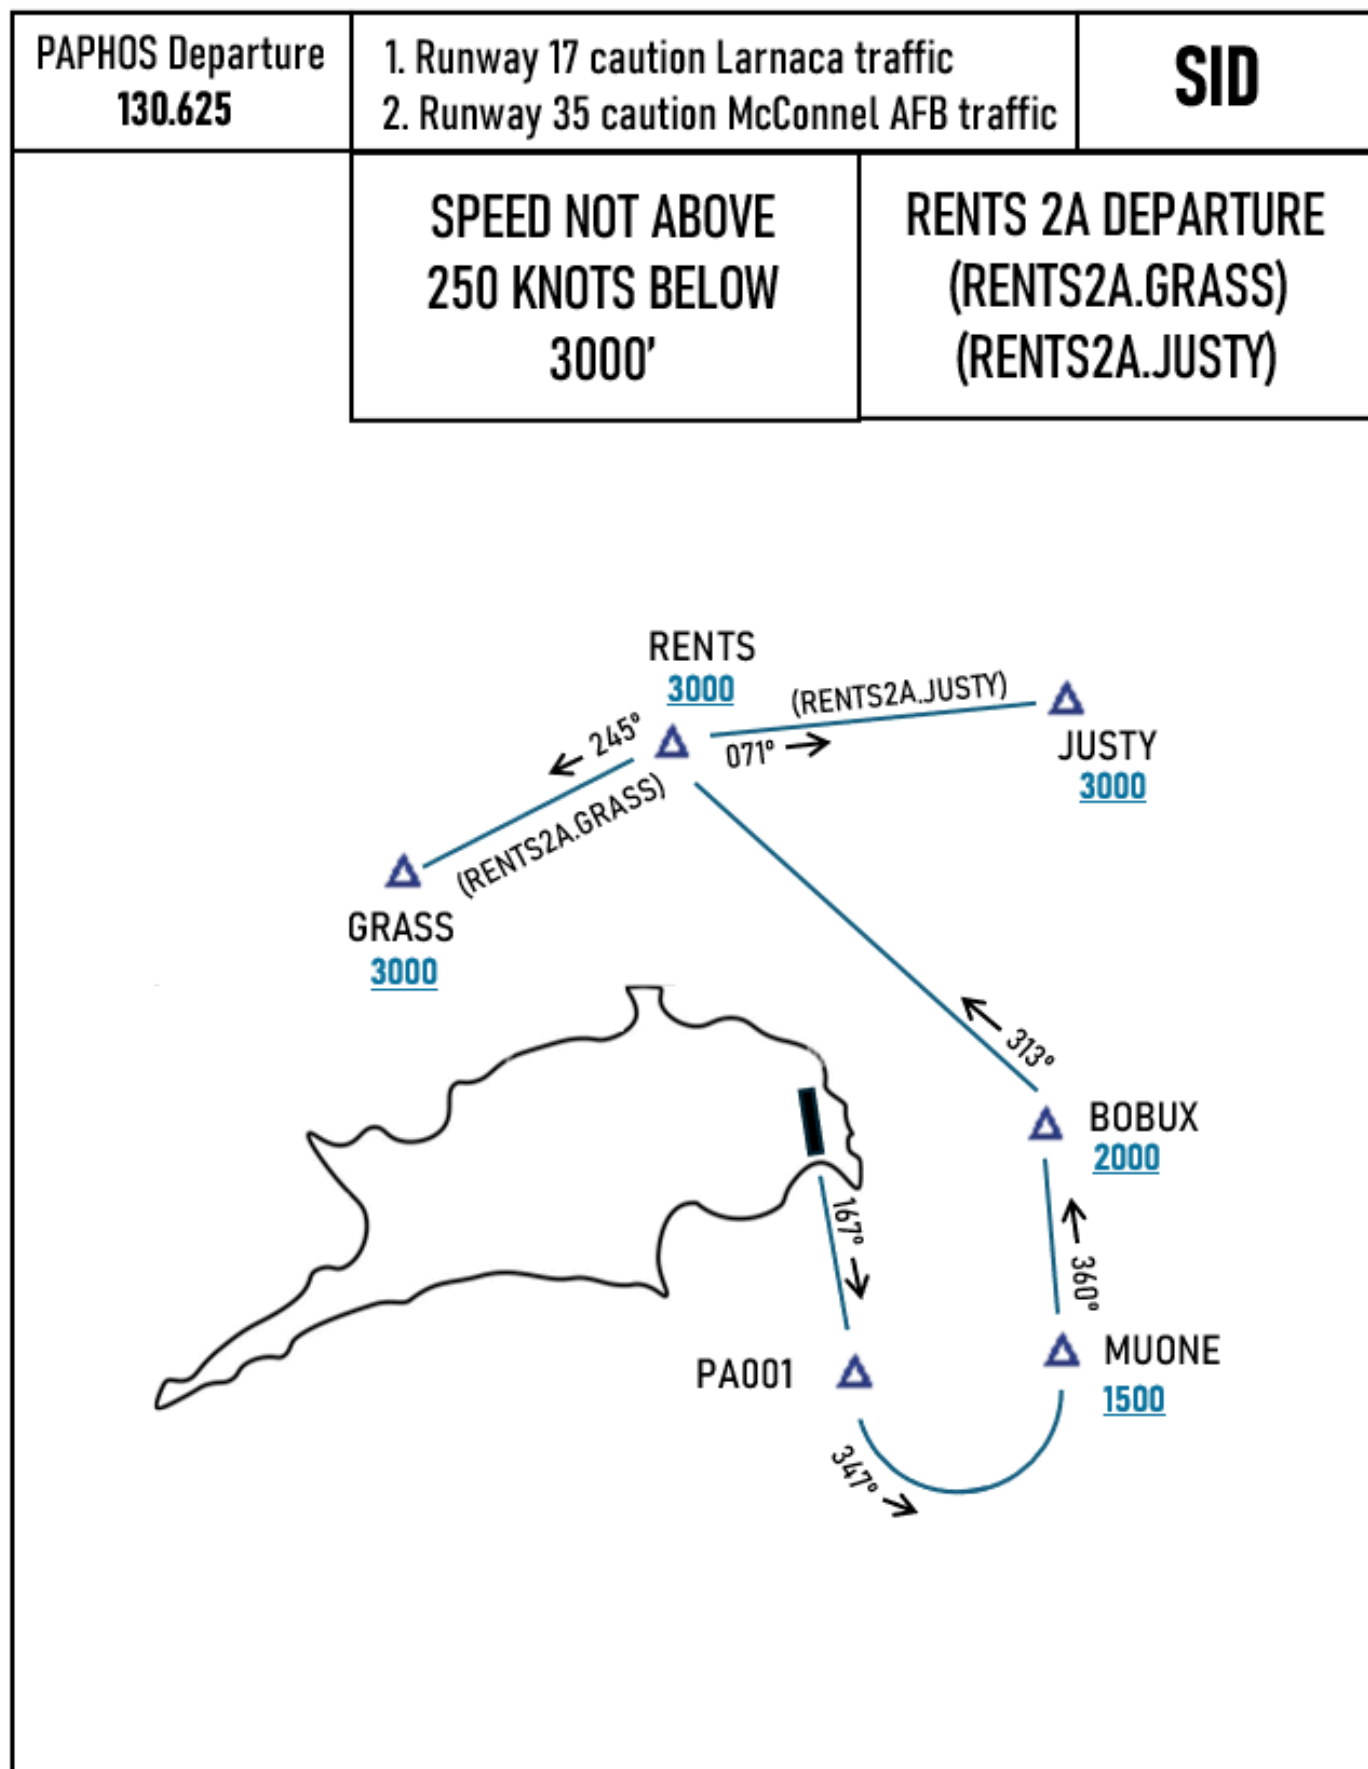 PAPHOS Departure
130.625
1. Runway 17 caution Larnaca traffic
2. Runway 35 caution McConnel AFB traffic
SID
SPEED NOT ABOVE
250 KNOTS BELOW
3000'
RENTS 2A DEPARTURE
(RENTS2A.GRASS)
(RENTS2A.JUSTY)
RENTS
3000
(RENTS2A.JUSTY)
071°
JUSTY
3000
245°
(RENTS2A.GRASS)
GRASS
3000
313°
BOBUX
2000
167°
360°
MUONE
1500
PA001
347°